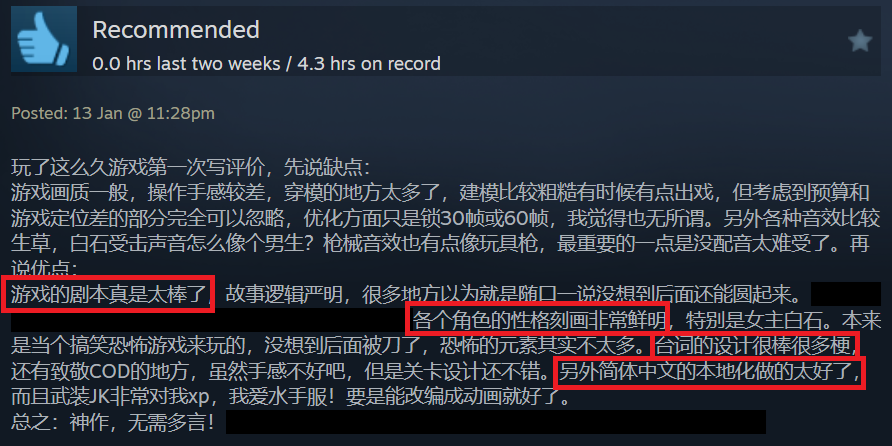 Recommended
0.0 hrs last two weeks / 4.3 hrs on record
Posted: 13 Jan @ 11:28pm
玩了这么久游戏第一次写评价，先说缺点：
游戏画质一般，操作手感较差，穿模的地方太多了，建模比较粗糙有时候有点出戏，但考虑到预算和
游戏定位差的部分完全可以忽略，优化方面只是锁30帧或60帧，我觉得也无所谓。另外各种音效比较
生草，白石受击声音怎么像个男生？枪械音效也有点像玩具枪，最重要的一点是没配音太难受了。再
说优点：
游戏的剧本真是太棒了，故事逻辑严明，很多地方以为就是随口一说没想到后面还能圆起来。
各个角色的性格刻画非常鲜明，特别是女主白石。本来
是当个搞笑恐怖游戏来玩的，没想到后面被刀了，恐怖的元素其实不太多。台词的设计很棒很多梗，
还有致敬COD的地方，虽然手感不好吧，但是关卡设计还不错。另外简体中文的本地化做的太好了，
而且武装JK非常对我xp，我爱水手服！要是能改编成动画就好了。
总之：神作，无需多言！